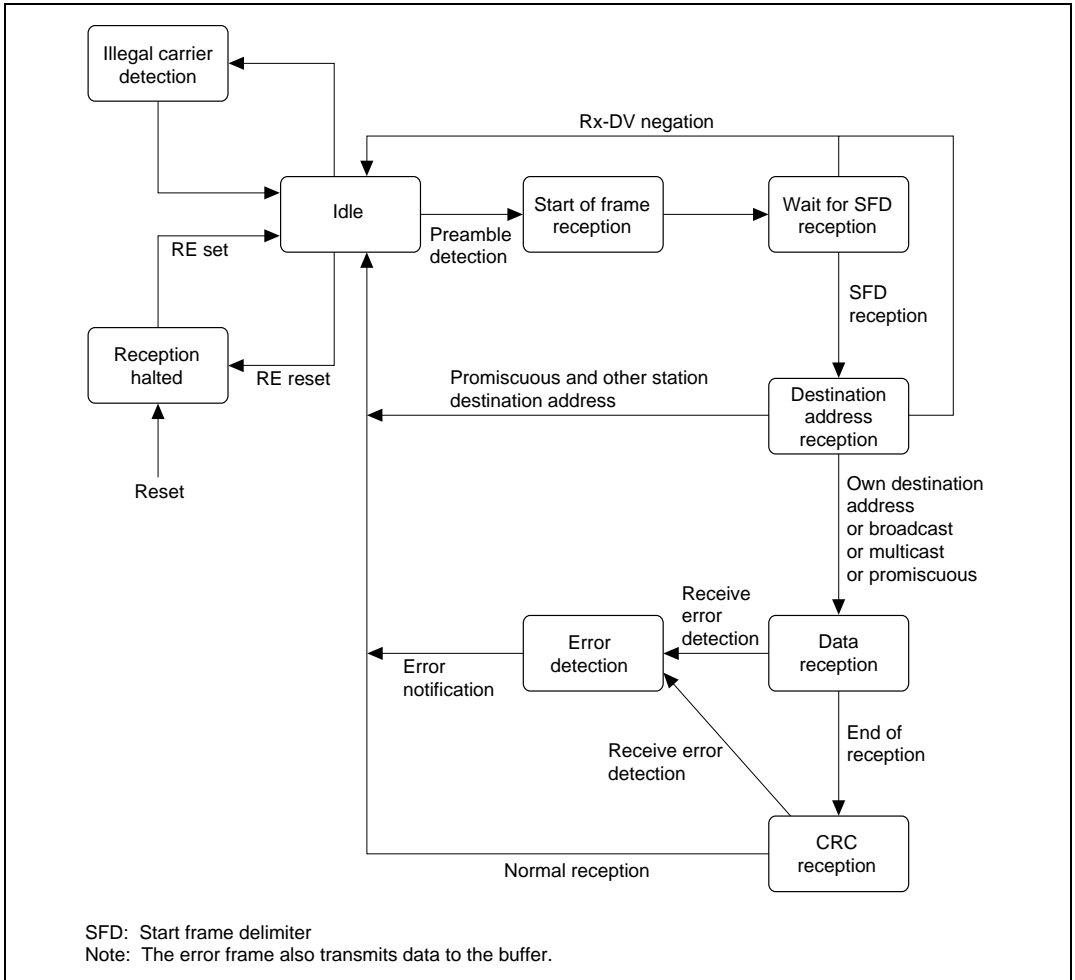 Illegal carrier
detection
Rx-DV negation
Idle
Start of frame
reception
Wait for SFD
reception
Preamble
detection
RE set
SFD
reception
Reception
halted
RE reset
Promiscuous and other station
destination address
Destination
address
reception
Reset
Own destination
address
or broadcast
or multicast
or promiscuous
Receive
error
detection
Error
detection
Data
reception
Error
notification
End of
reception
Receive error
detection
CRC
reception
Normal reception
SFD: Start frame delimiter
Note: The error frame also transmits data to the buffer.